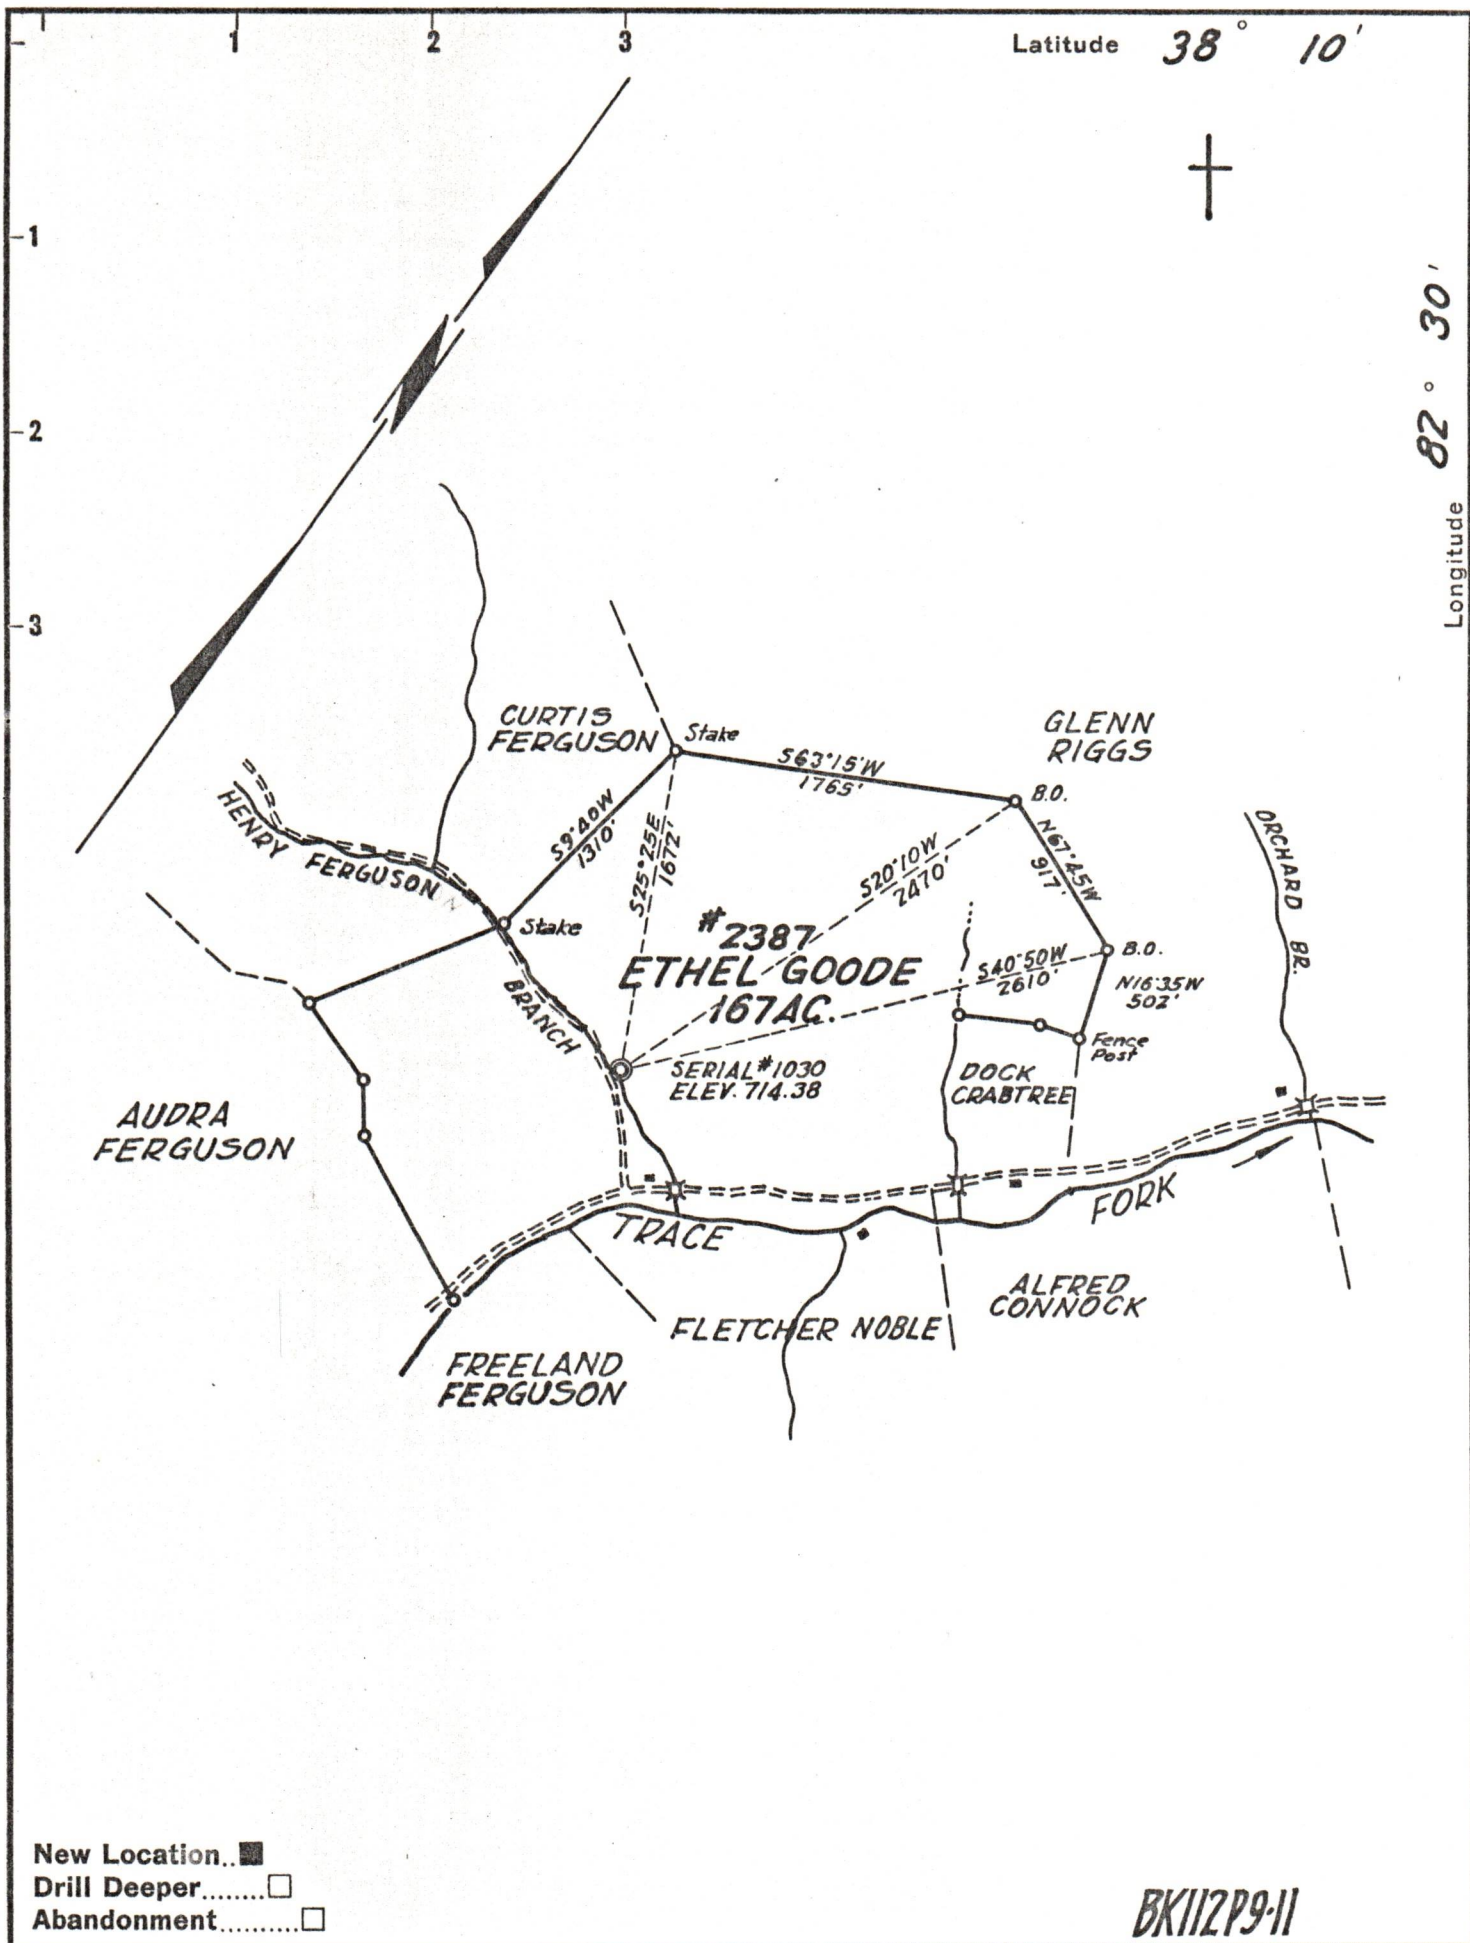 1 2 3
Latitude 38° 10'
1
2
3
Longitude 82° 30'
CURTIS
FERGUSON
Stake
GLENN
RIGGS
S63°15'W
1765'
B.O.
HENRY FERGUSON BRANCH
S9°40W
1310'
S25°25E
1672'
S20°10W
2470'
N67°45W
917'
ORCHARD BR.
Stake
#2387
ETHEL GOODE
167AC.
S40°50W
2610'
B.O.
N16°35W
502'
Fence
Post
SERIAL #1030
ELEV. 714.38
DOCK
CRABTREE
AUDRA
FERGUSON
TRACE FORK
ALFRED
CONNOCK
FLETCHER NOBLE
FREELAND
FERGUSON
New Location..■
Drill Deeper........□
Abandonment..........□
BK112P9-11